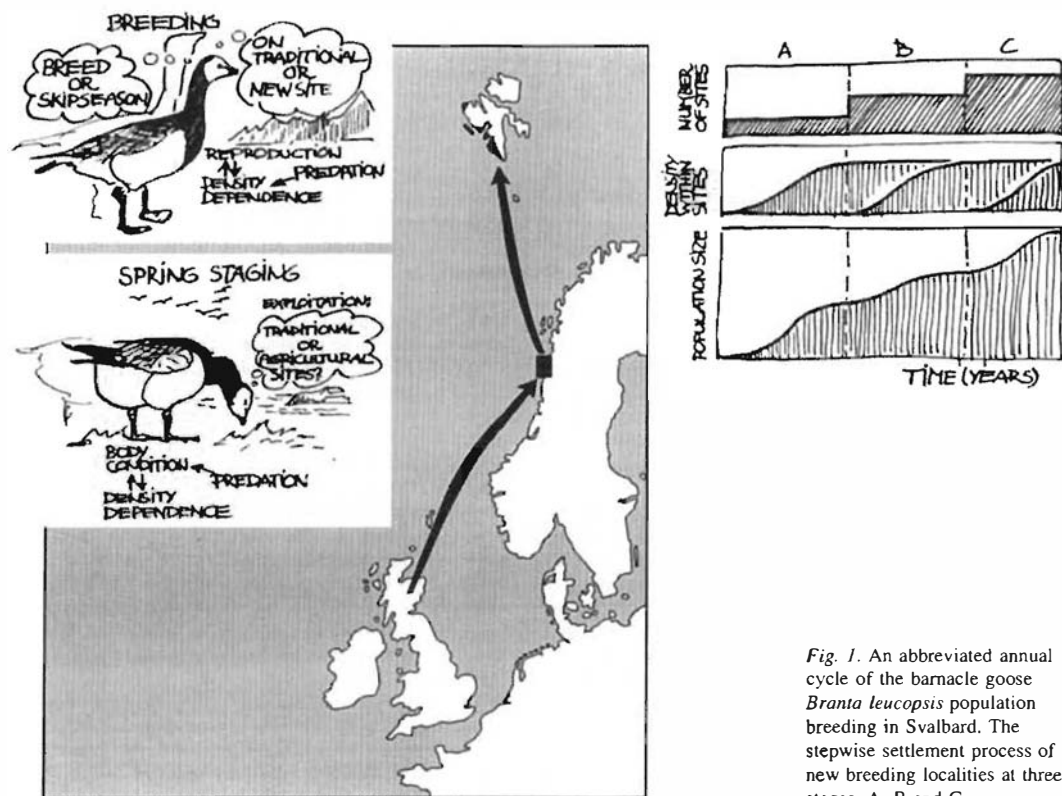 BREEDING
BREED
OR
SKIP SEASON
ON
TRADITIONAL
OR
NEW SITE
REPRODUCTION
PREDATION
DENSITY
DEPENDENCE
SPRING STAGING
EXPLOITATION:
TRADITIONAL
OR
AGRICULTURAL
SITES?
BODY
CONDITION
PREDATION
DENSITY
DEPENDENCE
A B C
NUMBER
OF SITES
DENSITY
WITHIN
SITES
POPULATION SIZE
TIME (YEARS)
Fig. 1. An abbreviated annual
cycle of the barnacle goose
Branta leucopsis population
breeding in Svalbard. The
stepwise settlement process of
new breeding localities at three